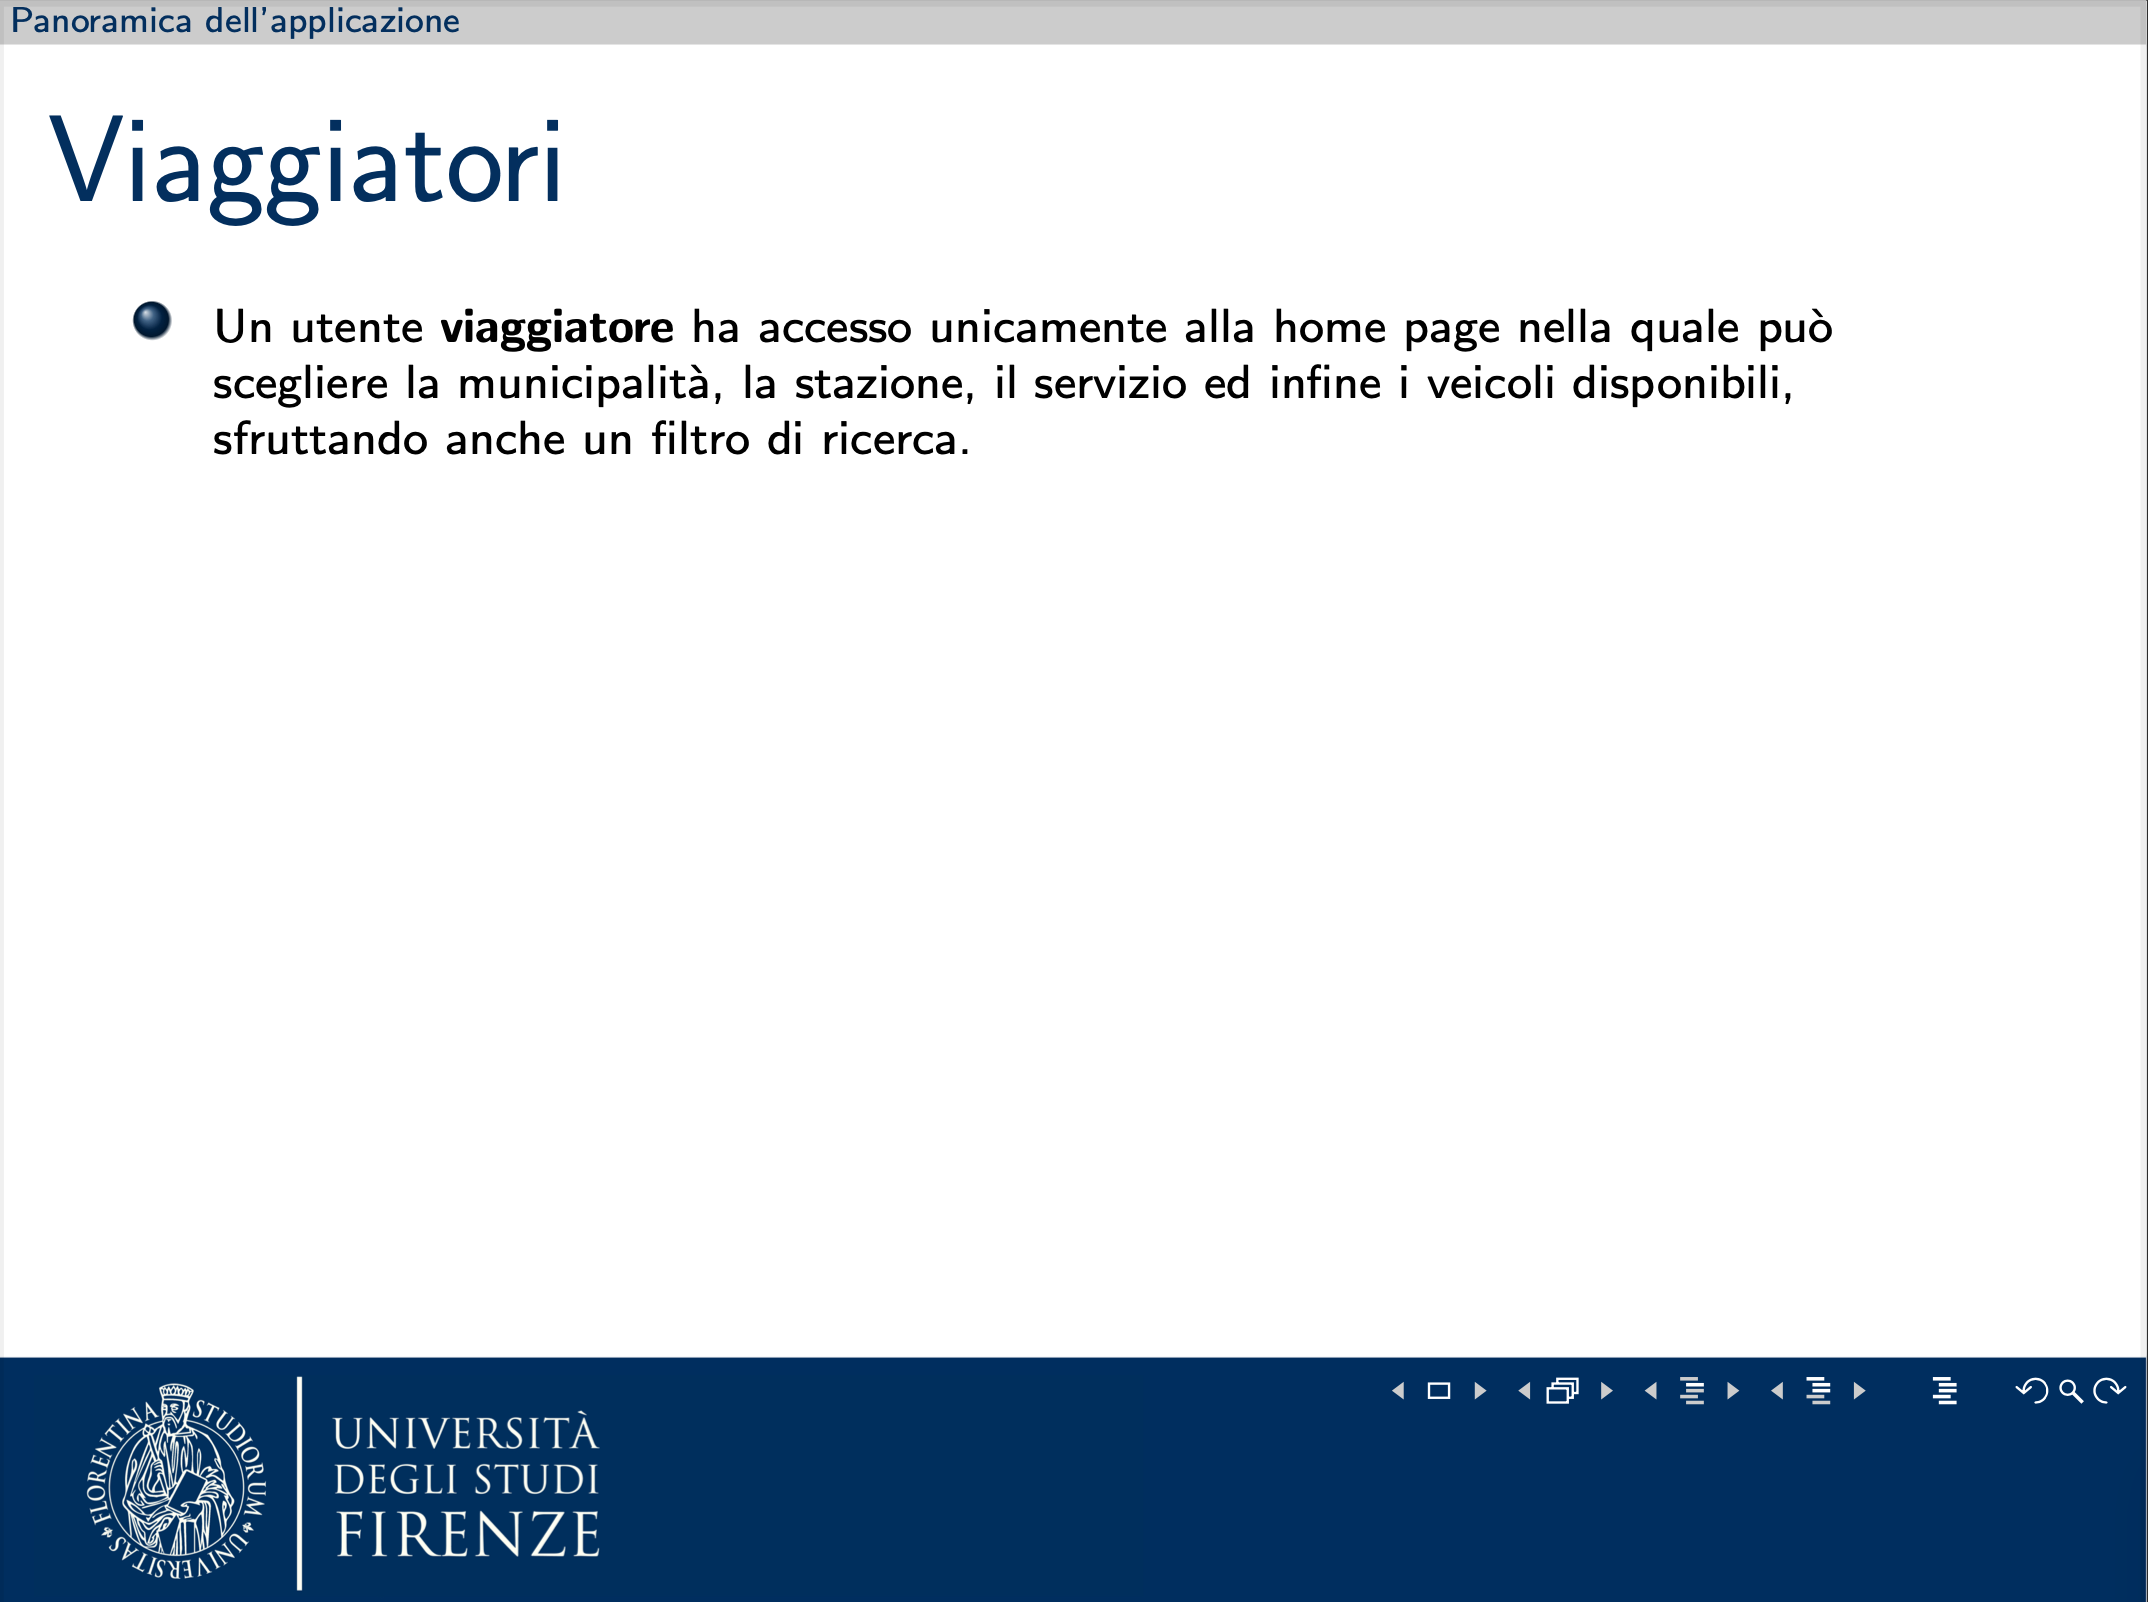 Panoramica dell'applicazione
Viaggiatori
Un utente viaggiatore ha accesso unicamente alla home page nella quale può
scegliere la municipalità, la stazione, il servizio ed infine i veicoli disponibili,
sfruttando anche un filtro di ricerca.
FLORENTINA STUDIORUM UNIVERSITAS
UNIVERSITÀ
DEGLI STUDI
FIRENZE